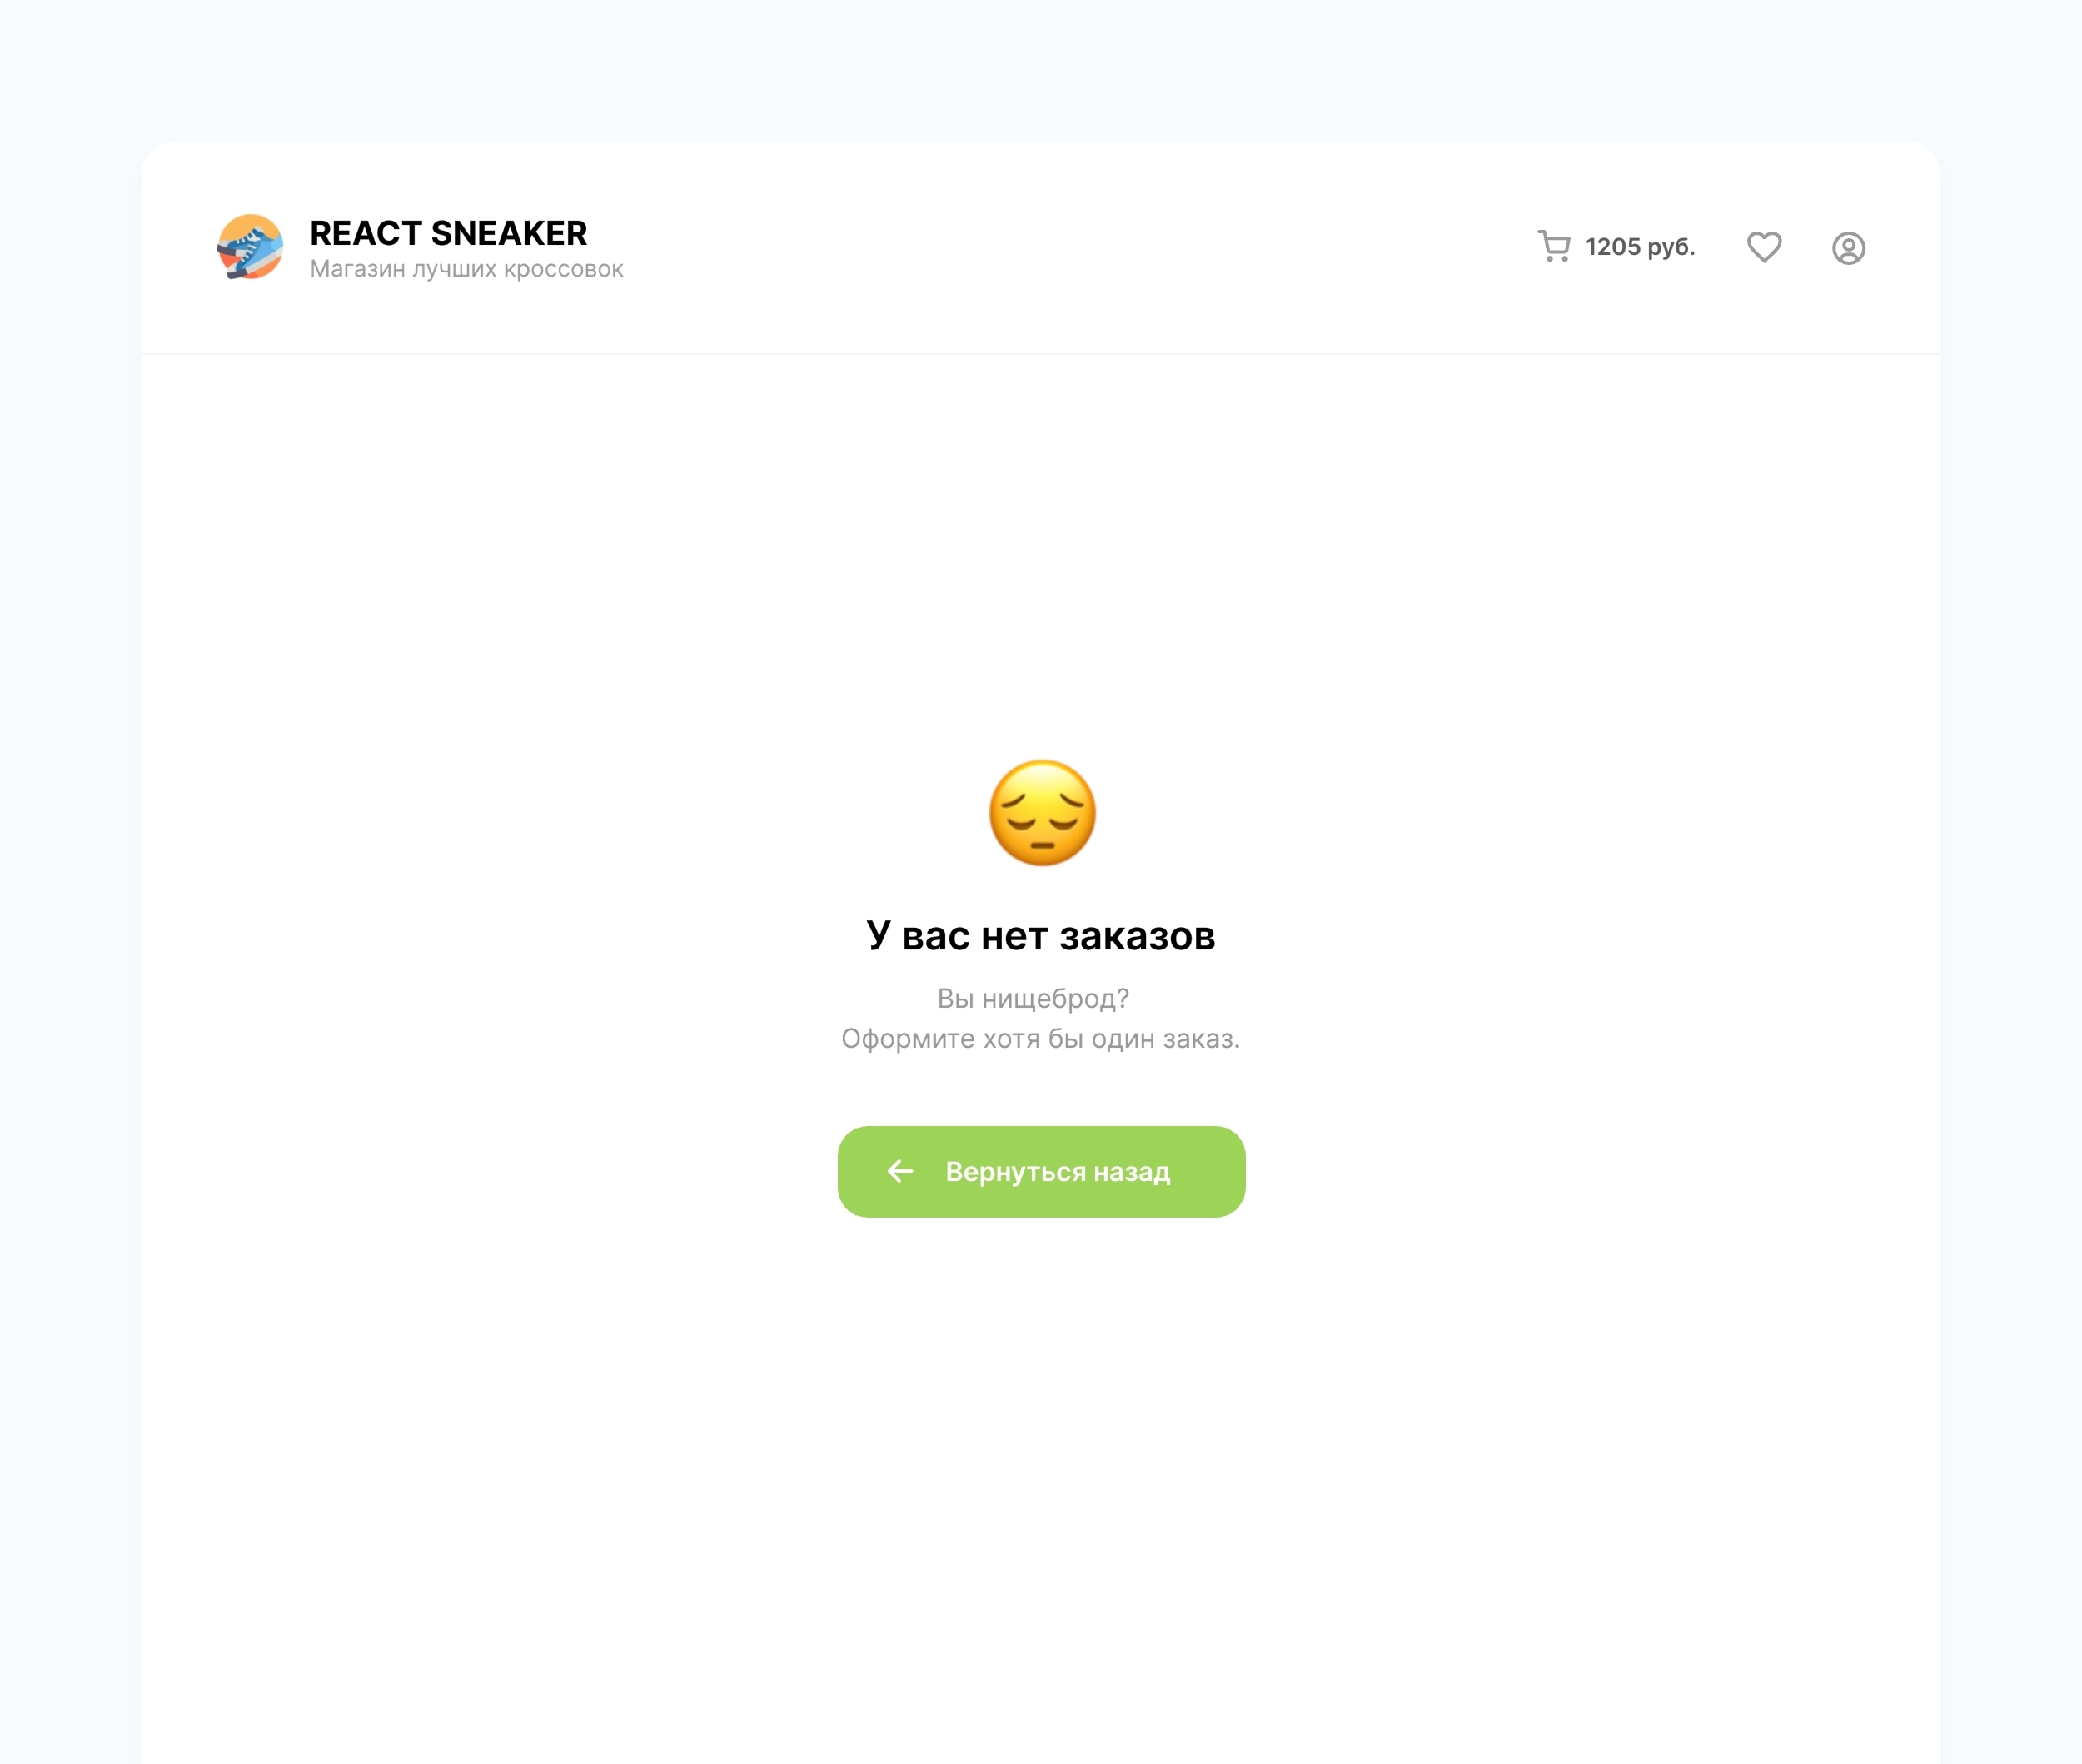 REACT SNEAKER
Магазин лучших кроссовок
1205 руб.
У вас нет заказов
Вы нищеброд?
Оформите хотя бы один заказ.
Вернуться назад